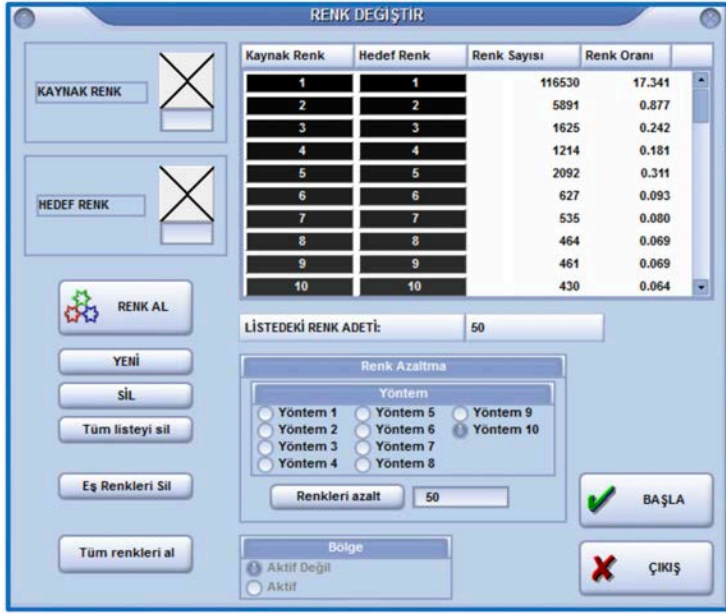 RENK DEĞİŞTİR
KAYNAK RENK
HEDEF RENK
Kaynak Renk Hedef Renk Renk Sayısı Renk Oranı
1 1 116530 17.341
2 2 5891 0.877
3 3 1625 0.242
4 4 1214 0.181
5 5 2092 0.311
6 6 627 0.093
7 7 535 0.080
8 8 464 0.069
9 9 461 0.069
10 10 430 0.064
RENK AL
YENİ
SİL
Tüm listeyi sil
Eş Renkleri Sil
Tüm renkleri al
LİSTEDEKİ RENK ADETİ: 50
Renk Azaltma
Yöntem
Yöntem 1 Yöntem 5 Yöntem 9
Yöntem 2 Yöntem 6 Yöntem 10
Yöntem 3 Yöntem 7
Yöntem 4 Yöntem 8
Renkleri azalt 50
Bölge
Aktif Değil
Aktif
BAŞLA
ÇIKIŞ